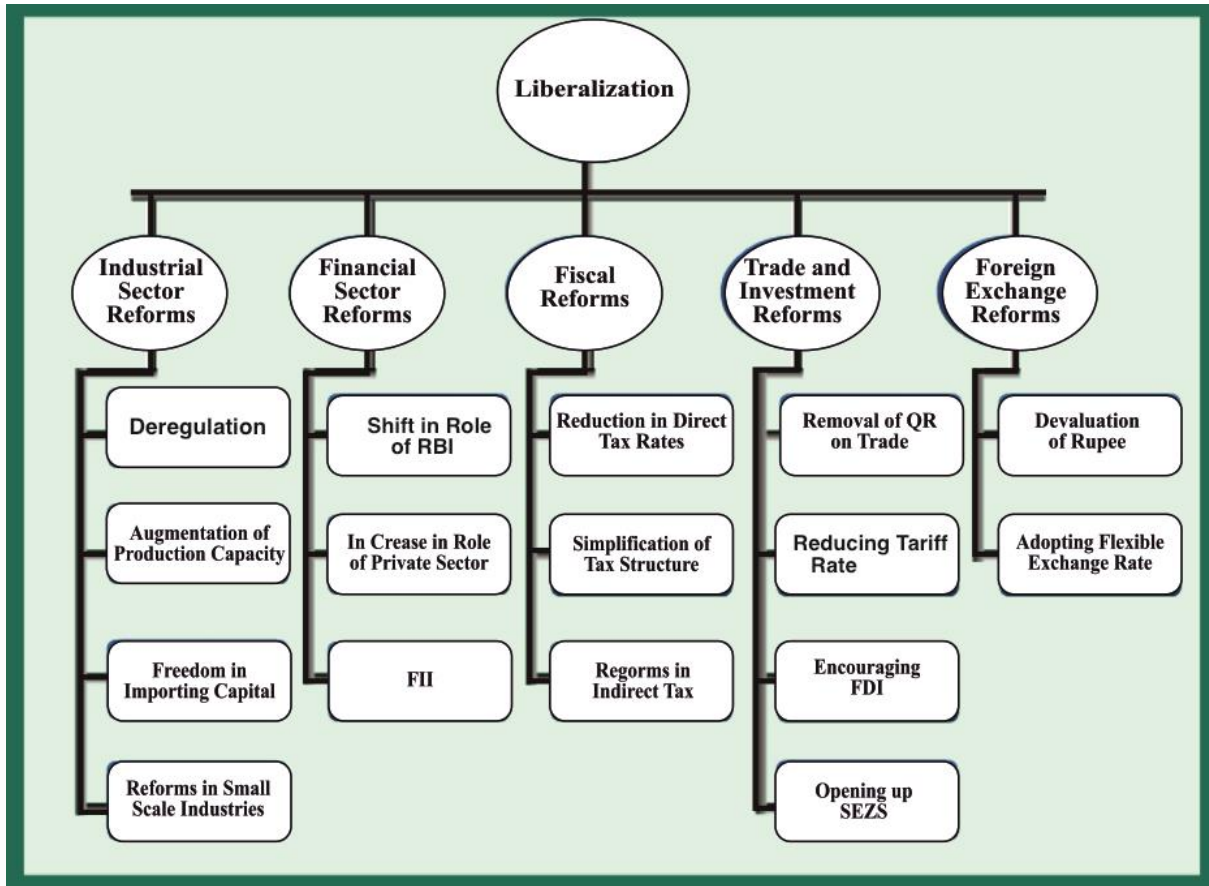 Liberalization
Industrial
Sector
Reforms
Financial
Sector
Reforms
Fiscal
Reforms
Trade and
Investment
Reforms
Foreign
Exchange
Reforms
Deregulation
Augmentation of
Production Capacity
Freedom in
Importing Capital
Reforms in Small
Scale Industries
Shift in Role
of RBI
In Crease in Role
of Private Sector
FII
Reduction in Direct
Tax Rates
Simplification of
Tax Structure
Regorms in
Indirect Tax
Removal of QR
on Trade
Reducing Tariff
Rate
Encouraging
FDI
Opening up
SEZS
Devaluation
of Rupee
Adopting Flexible
Exchange Rate